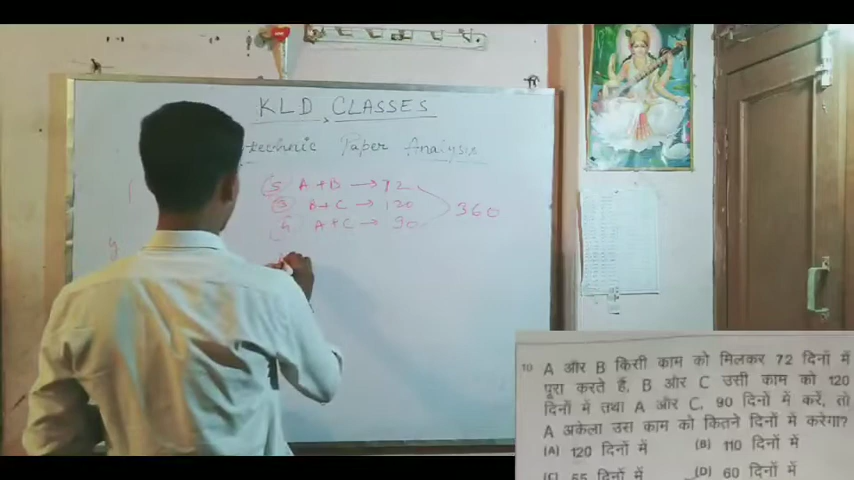 KLD CLASSES
technic Paper Analysis
5 A + B → 72
3 B + C → 120
4 A + C → 90
360
y
10 A और B किसी काम को मिलकर 72 दिनों में
पूरा करते हैं, B और C उसी काम को 120
दिनों में तथा A और C, 90 दिनों में करें, तो
A अकेला उस काम को कितने दिनों में करेगा?
(A) 120 दिनों में (B) 110 दिनों में
(C) 55 दिनों में (D) 60 दिनों में